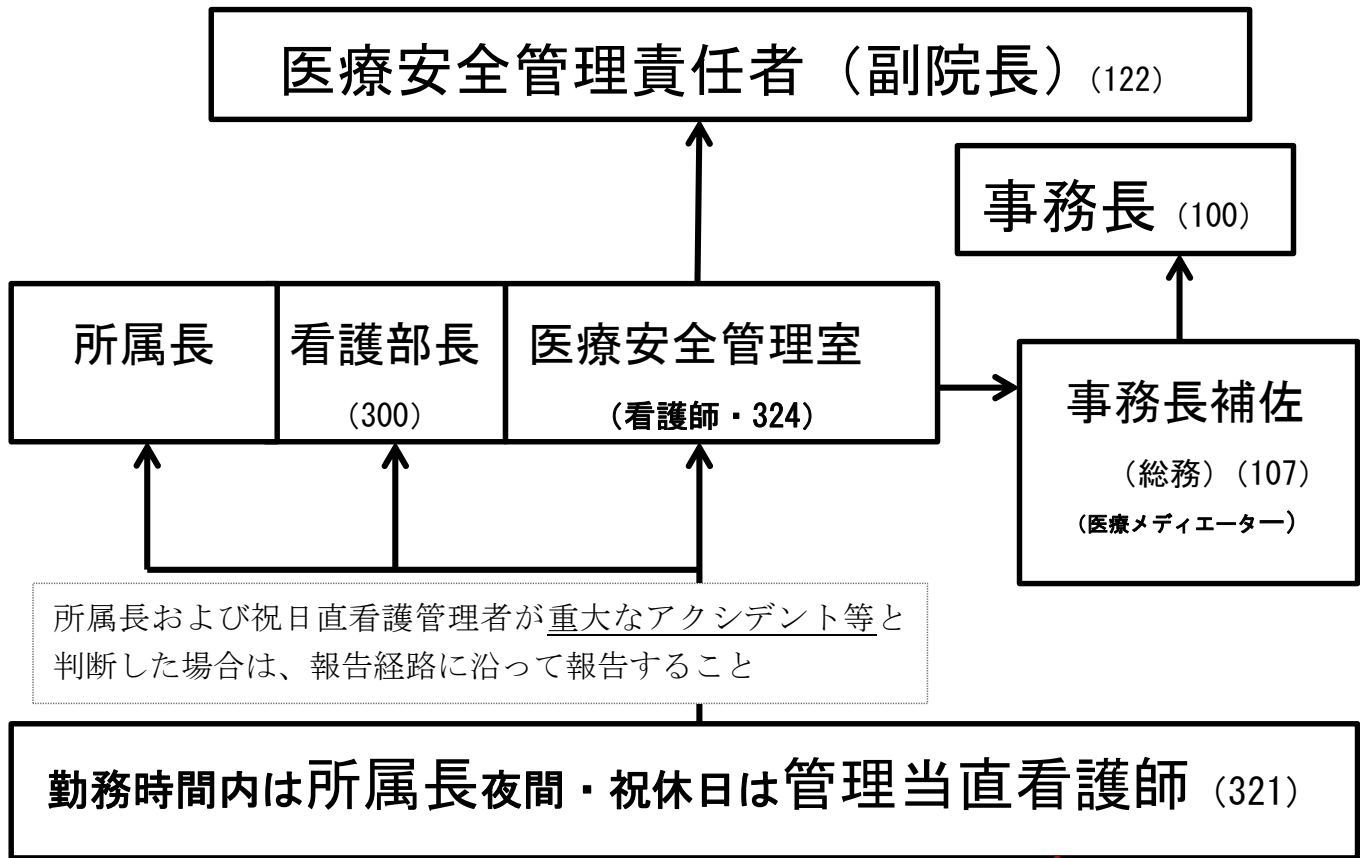 医療安全管理責任者（副院長）(122)
事務長 (100)
所属長
看護部長
(300)
医療安全管理室
(看護師・324)
事務長補佐
（総務）(107)
(医療メディエーター)
所属長および祝日直看護管理者が重大なアクシデント等と
判断した場合は、報告経路に沿って報告すること
勤務時間内は所属長夜間・祝休日は管理当直看護師 (321)